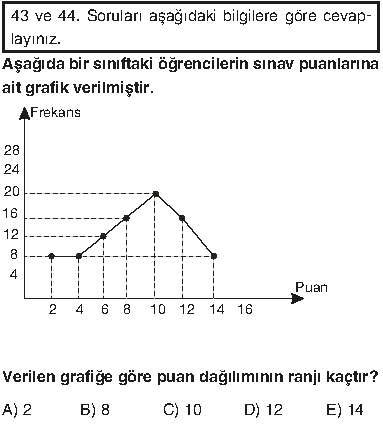 43 ve 44. Soruları aşağıdaki bilgilere göre cevap-
layınız.
Aşağıda bir sınıftaki öğrencilerin sınav puanlarına
ait grafik verilmiştir.
Frekans
28
24
20
16
12
8
4
2 4 6 8 10 12 14 16
Puan
Verilen grafiğe göre puan dağılımının ranjı kaçtır?
A) 2 B) 8 C) 10 D) 12 E) 14